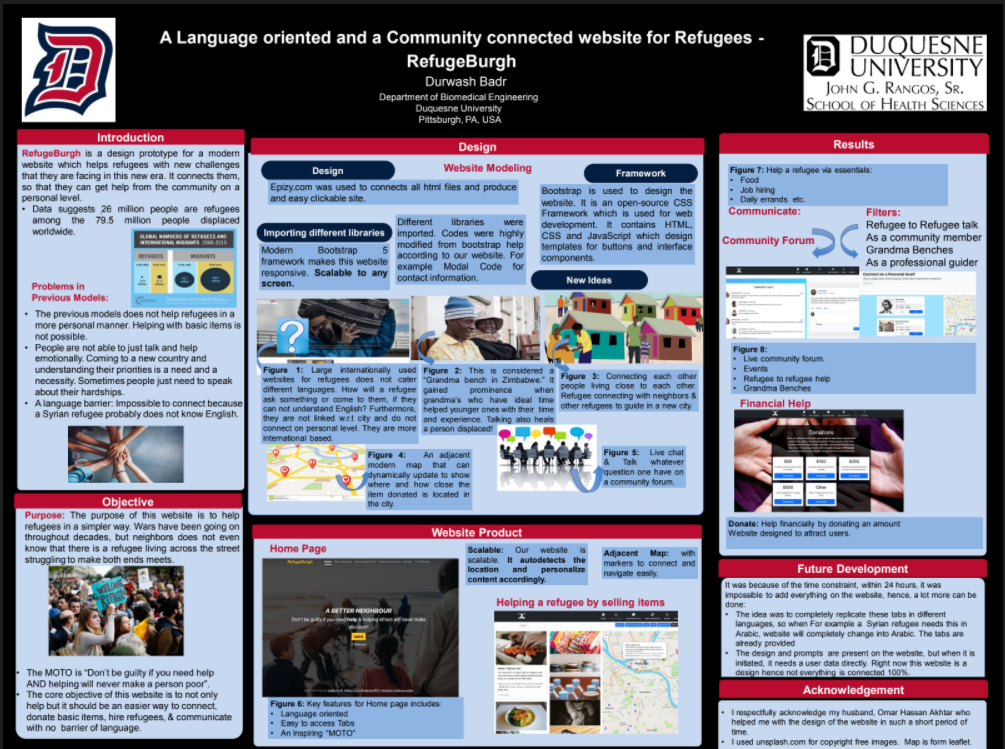 A Language oriented and a Community connected website for Refugees -
RefugeBurgh
Durwash Badr
Department of Biomedical Engineering
Duquesne University
Pittsburgh, PA, USA
D
D
DUQUESNE
UNIVERSITY
JOHN G. RANGOS, SR.
SCHOOL OF HEALTH SCIENCES
Introduction
RefugeBurgh is a design prototype for a modern
website which helps refugees with new challenges
that they are facing in this new era. It connects them,
so that they can get help from the community on a
personal level.
• Data suggests 26 million people are refugees
among the 79.5 million people displaced
worldwide.
GLOBAL NUMBERS OF REFUGEES AND
INTERNATIONAL MIGRANTS
REFUGEES
MIGRANTS
Problems in
Previous Models:
• The previous models does not help refugees in a
more personal manner. Helping with basic items is
not possible.
• People are not able to just talk and help
emotionally. Coming to a new country and
understanding their priorities is a need and a
necessity. Sometimes people just need to speak
about their hardships.
• A language barrier: Impossible to connect because
a Syrian refugee probably does not know English.
Objective
Purpose: The purpose of this website is to help
refugees in a simpler way. Wars have been going on
throughout decades, but neighbors does not even
know that there is a refugee living across the street
struggling to make both ends meets.
REFUGEES
WELCOME
• The MOTO is “Don’t be guilty if you need help
AND helping will never make a person poor”.
• The core objective of this website is to not only
help but it should be an easier way to connect,
donate basic items, hire refugees, & communicate
with no barrier of language.
Design
Design
Website Modeling
Framework
Epizy.com was used to connects all html files and produce
and easy clickable site.
Importing different libraries
Modern Bootstrap 5
framework makes this website
responsive. Scalable to any
screen.
Different libraries were
imported. Codes were highly
modified from bootstrap help
according to our website. For
example Modal Code for
contact information.
Bootstrap is used to design the
website. It is an open-source CSS
Framework which is used for web
development. It contains HTML,
CSS and JavaScript which design
templates for buttons and interface
components.
New Ideas
?
Figure 1: Large internationally used
websites for refugees does not cater
different languages. How will a refugee
ask something or come to them, if they
can not understand English? Furthermore,
they are not linked w.r.t city and do not
connect on personal level. They are more
international based.
Figure 2: This is considered a
“Grandma bench in Zimbabwe.” It
gained prominence when
grandma’s who have ideal time
helped younger ones with their time
and experience. Talking also heals
a person displaced!
Figure 3: Connecting each other
people living close to each other.
Refugee connecting with neighbors &
other refugees to guide in a new city.
Figure 4: An adjacent
modern map that can
dynamically update to show
where and how close the
item donated is located in
the city.
Figure 5: Live chat
& Talk whatever
question one have on
a community forum.
Website Product
Home Page
RefugeBurgh
A BETTER NEIGHBOUR
Don't be guilty if you need help & helping others will never make
you poor!
Figure 6: Key features for Home page includes:
• Language oriented
• Easy to access Tabs
• An Inspiring “MOTO”
Scalable: Our website is
scalable. It autodetects the
location and personalize
content accordingly.
Adjacent Map: with
markers to connect and
navigate easily.
Helping a refugee by selling items
Results
Figure 7: Help a refugee via essentials:
• Food
• Job hiring
• Daily errands etc.
Communicate:
Community Forum
Filters:
Refugee to Refugee talk
As a community member
Grandma Benches
As a professional guider
Connect on a Personal level!
Figure 8:
• Live community forum.
• Events
• Refugee to refugee help
• Grandma Benches
Financial Help
Donations
$50
$100
$250
$500
Other
Donate: Help financially by donating an amount
Website designed to attract users.
Future Development
It was because of the time constraint, within 24 hours, it was
impossible to add everything on the website, hence, a lot more can be
done:
• The idea was to completely replicate these tabs in different
languages, so when For example a Syrian refugee needs this in
Arabic, website will completely change into Arabic. The tabs are
already provided
• The design and prompts are present on the website, but when it is
initiated, it needs a user data directly. Right now this website is a
design hence not everything is connected 100%.
Acknowledgement
• I respectfully acknowledge my husband, Omar Hassan Akhtar who
helped me with the design of the website in such a short period of
time.
• I used unsplash.com for copyright free images. Map is form leaflet.